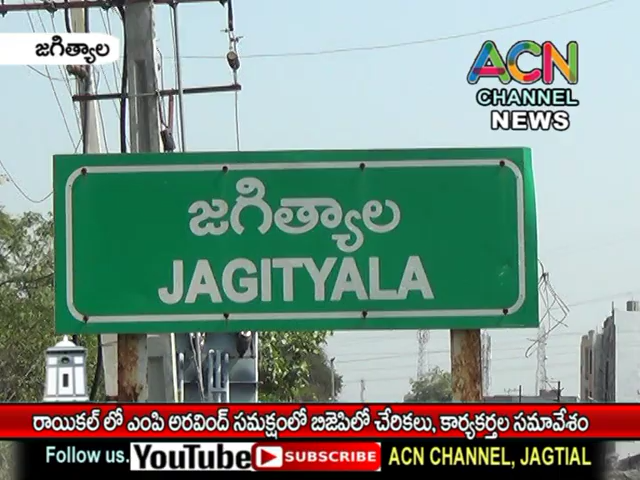 జగిత్యాల
ACN
CHANNEL
NEWS
జగిత్యాల
JAGITYALA
రాయికల్ లో ఎంపి అరవింద్ సమక్షంలో బిజెపిలో చేరికలు, కార్యకర్తల సమావేశం
Follow us. YouTube SUBSCRIBE ACN CHANNEL, JAGTIAL